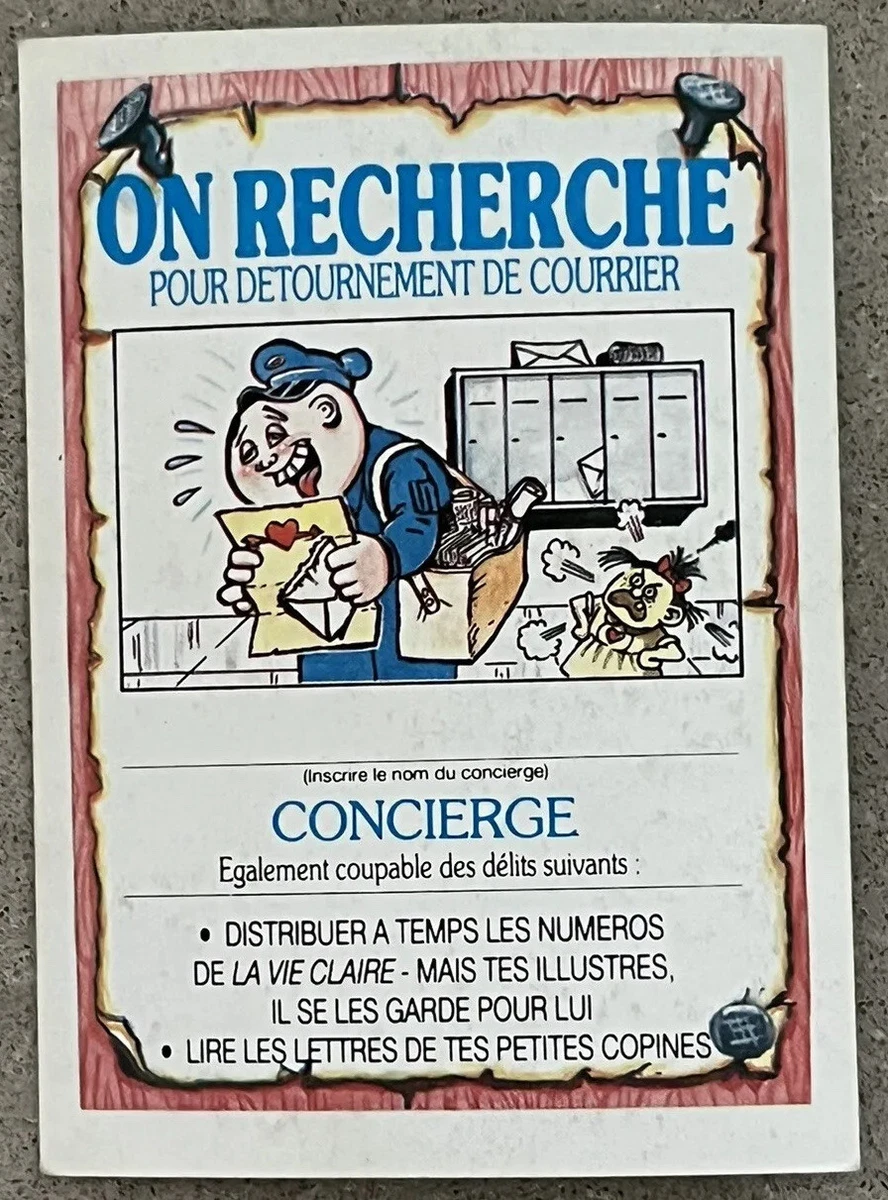 ON RECHERCHE
POUR DETOURNEMENT DE COURRIER
(Inscrire le nom du concierge)
CONCIERGE
Egalement coupable des délits suivants :
• DISTRIBUER A TEMPS LES NUMEROS
DE LA VIE CLAIRE - MAIS TES ILLUSTRES,
IL SE LES GARDE POUR LUI
• LIRE LES LETTRES DE TES PETITES COPINES